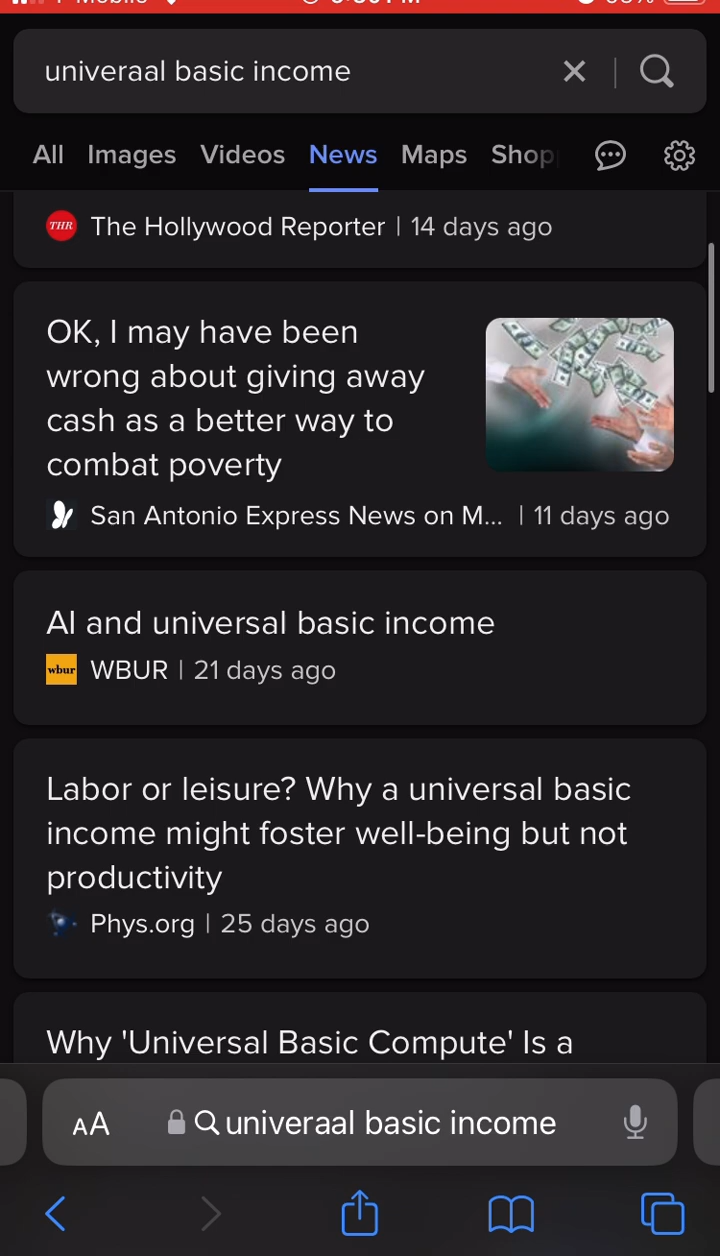 univeraal basic income
All Images Videos News Maps Shop
THR The Hollywood Reporter | 14 days ago
OK, I may have been
wrong about giving away
cash as a better way to
combat poverty
San Antonio Express News on M... | 11 days ago
AI and universal basic income
wbur WBUR | 21 days ago
Labor or leisure? Why a universal basic
income might foster well-being but not
productivity
Phys.org | 25 days ago
Why 'Universal Basic Compute' Is a
AA univeraal basic income